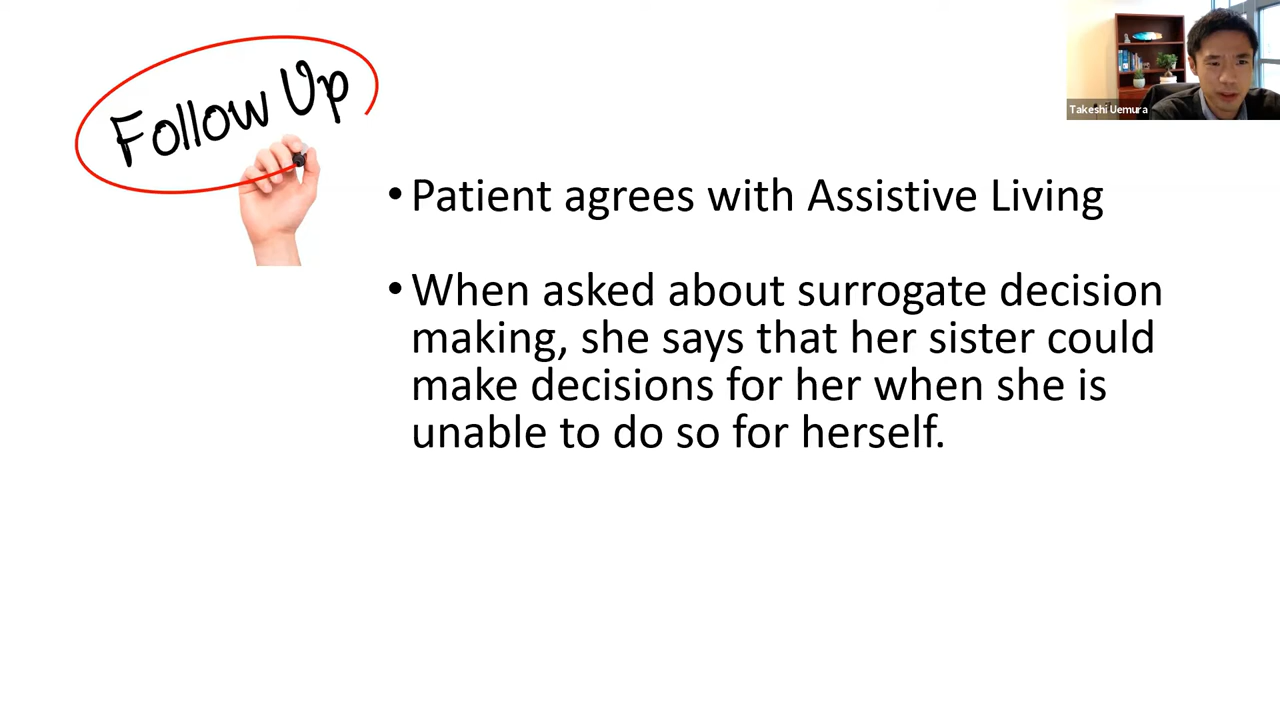 Follow Up
Takeshi Uemura
• Patient agrees with Assistive Living
• When asked about surrogate decision
making, she says that her sister could
make decisions for her when she is
unable to do so for herself.